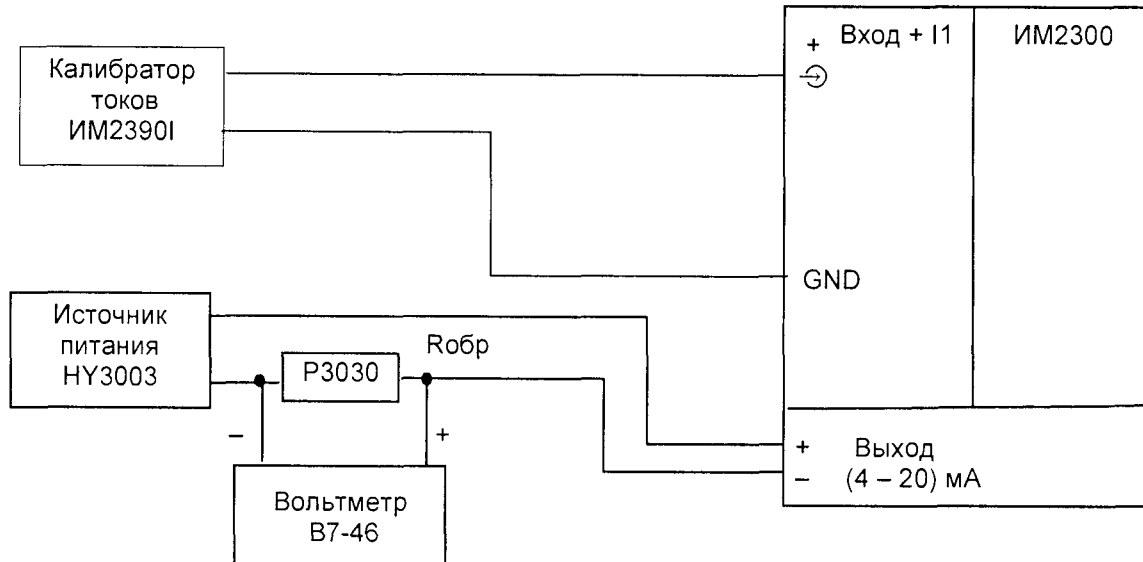 Калибратор
токов
ИМ2390I
+
Вход + I1
ИМ2300
GND
Источник
питания
HY3003
Rобр
Р3030
–
+
Вольтметр
В7-46
+
–
Выход
(4 – 20) мА